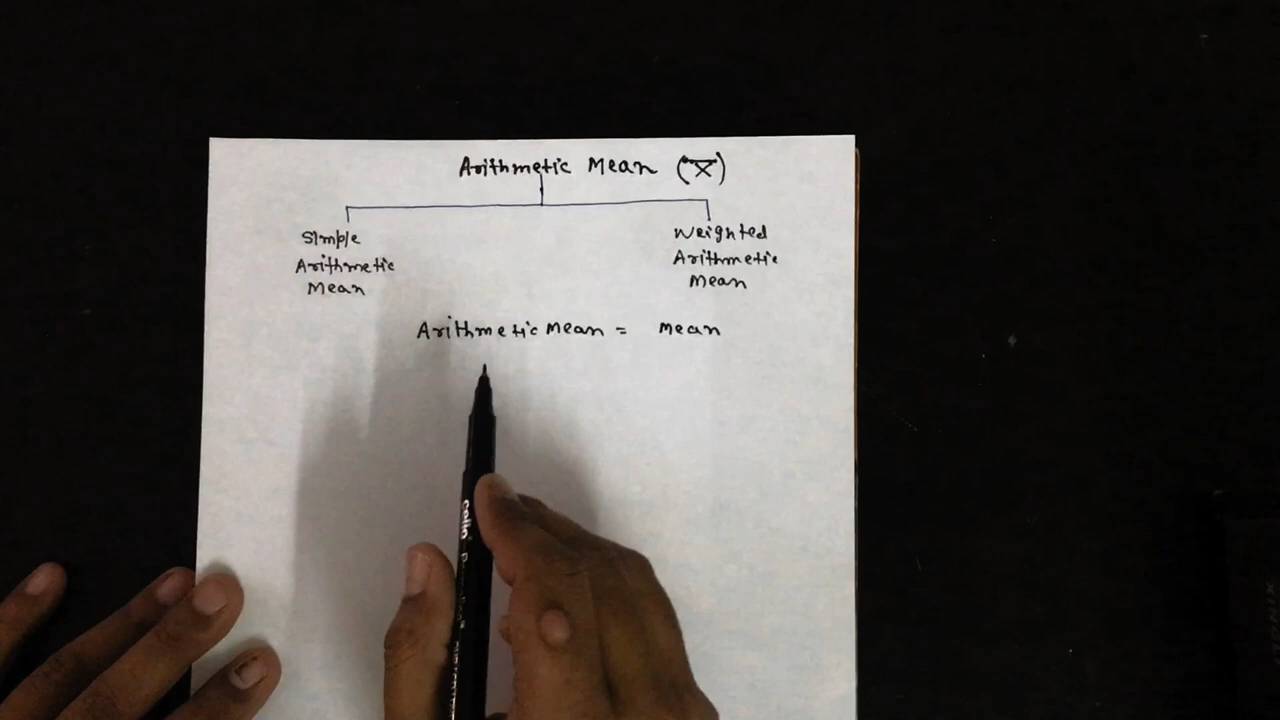 Arithmetic Mean (X̅)
Simple
Arithmetic
Mean
Weighted
Arithmetic
Mean
Arithmetic Mean = Mean